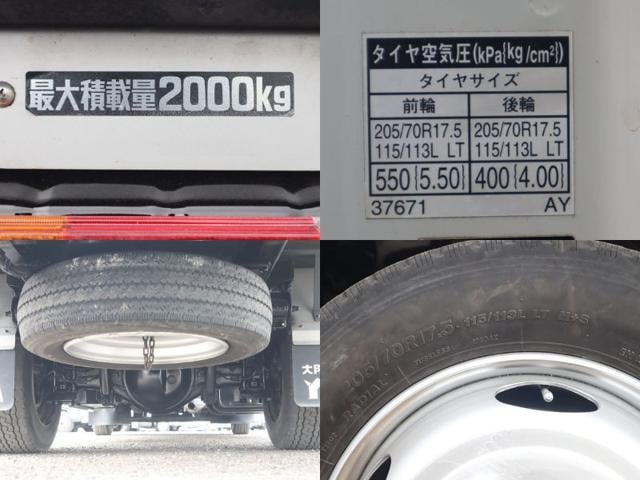 最大積載量2000kg
タイヤ空気圧(kPa{kg/cm²})
タイヤサイズ
前輪 後輪
205/70R17.5 205/70R17.5
115/113L LT 115/113L LT
550{5.50} 400{4.00}
37671 AY
205/70R17.5 115/113L LT M+S
TUBELESS
RADIAL